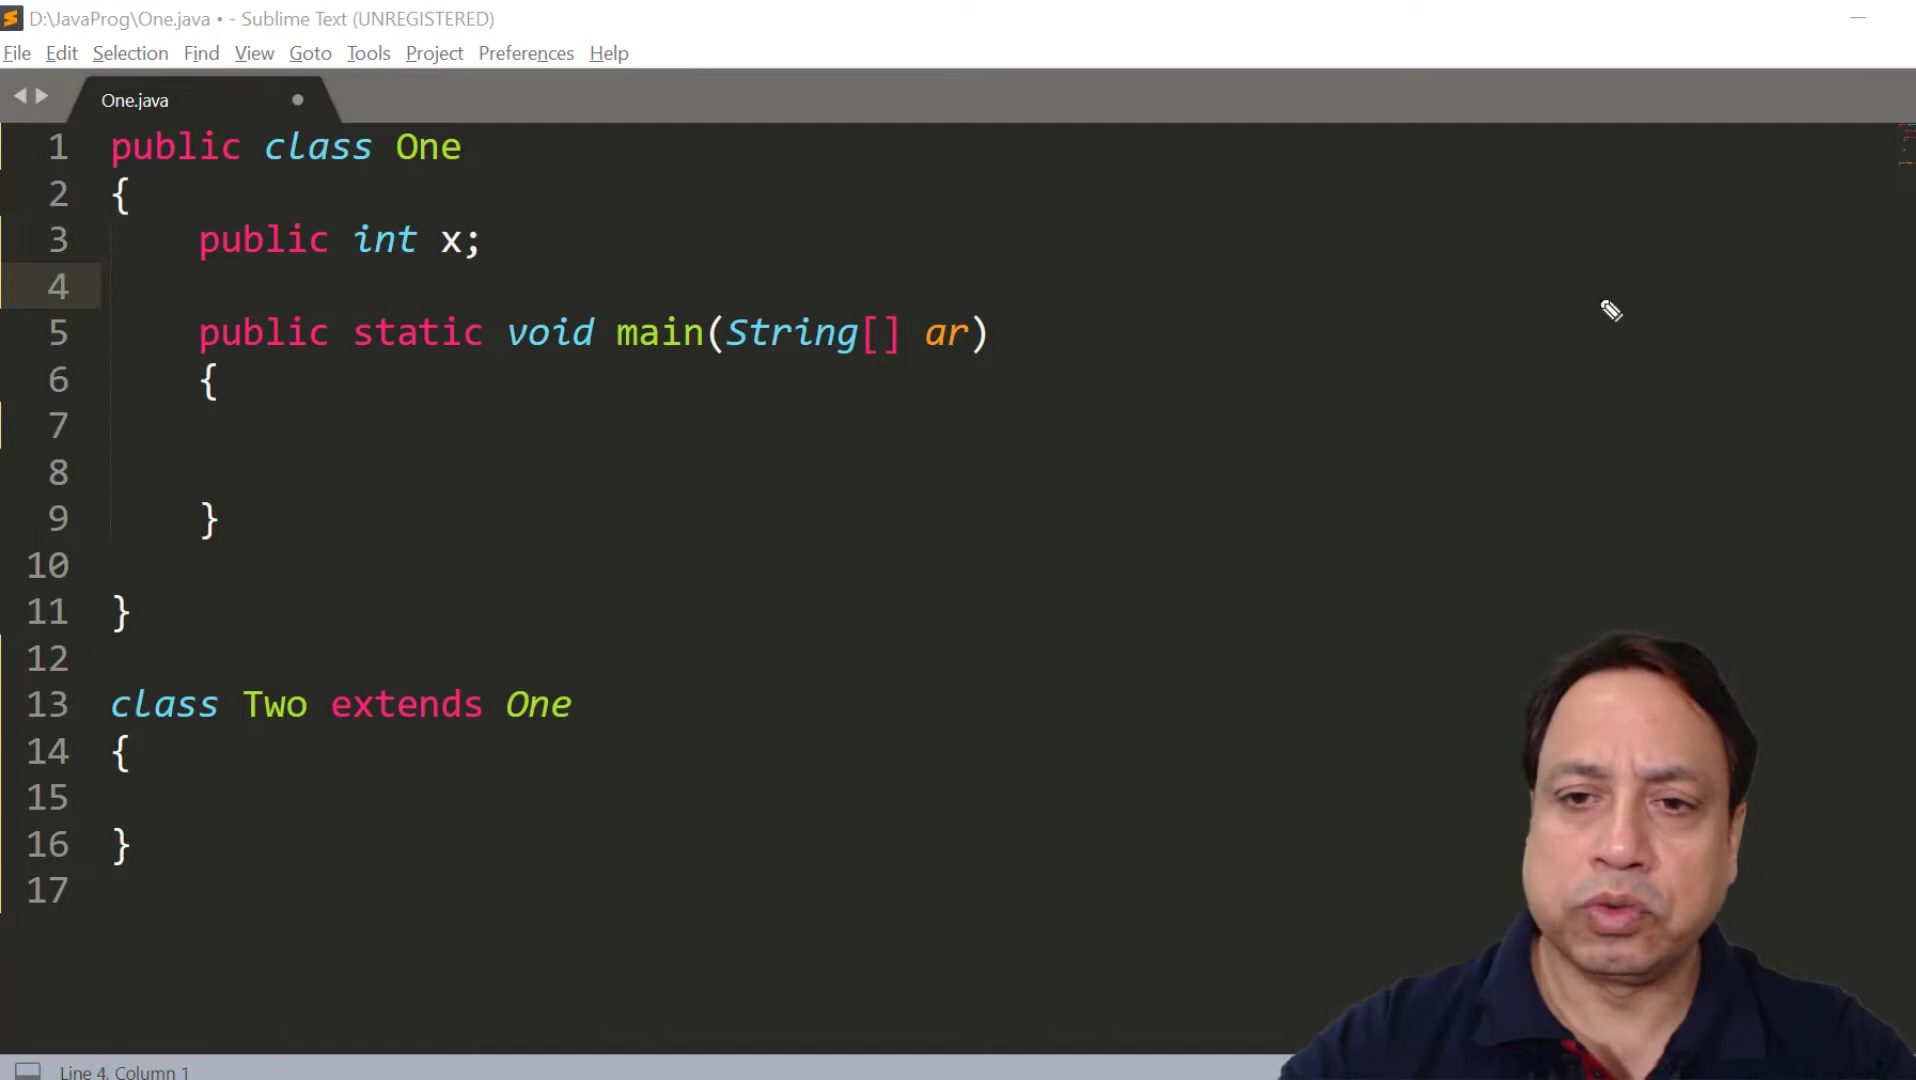 D:\JavaProg\One.java • - Sublime Text (UNREGISTERED)
File Edit Selection Find View Goto Tools Project Preferences Help
One.java
1 public class One
2 {
3 public int x;
4
5 public static void main(String[] ar)
6 {
7
8
9 }
10
11 }
12
13 class Two extends One
14 {
15
16 }
17
Line 4, Column 1